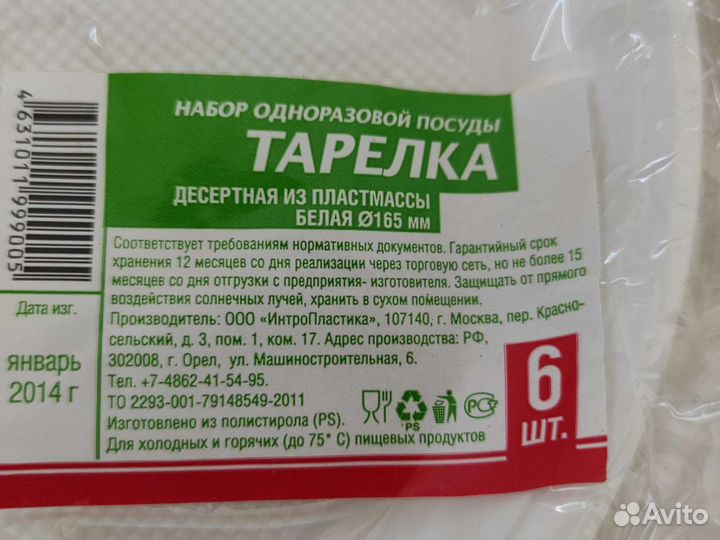 НАБОР ОДНОРАЗОВОЙ ПОСУДЫ
ТАРЕЛКА
ДЕСЕРТНАЯ ИЗ ПЛАСТМАССЫ
БЕЛАЯ Ø165 мм
4631011999005
Дата изг.
январь
2014 г
Соответствует требованиям нормативных документов. Гарантийный срок
хранения 12 месяцев со дня реализации через торговую сеть, но не более 15
месяцев со дня отгрузки с предприятия- изготовителя. Защищать от прямого
воздействия солнечных лучей, хранить в сухом помещении.
Производитель: ООО «ИнтроПластика», 107140, г. Москва, пер. Красно-
сельский, д. 3, пом. 1, ком. 17. Адрес производства: РФ,
302008, г. Орел, ул. Машиностроительная, 6.
Тел. +7-4862-41-54-95.
ТО 2293-001-79148549-2011
Изготовлено из полистирола (PS).
Для холодных и горячих (до 75* С) пищевых продуктов
PS
РСТ
6
ШТ.
Avito